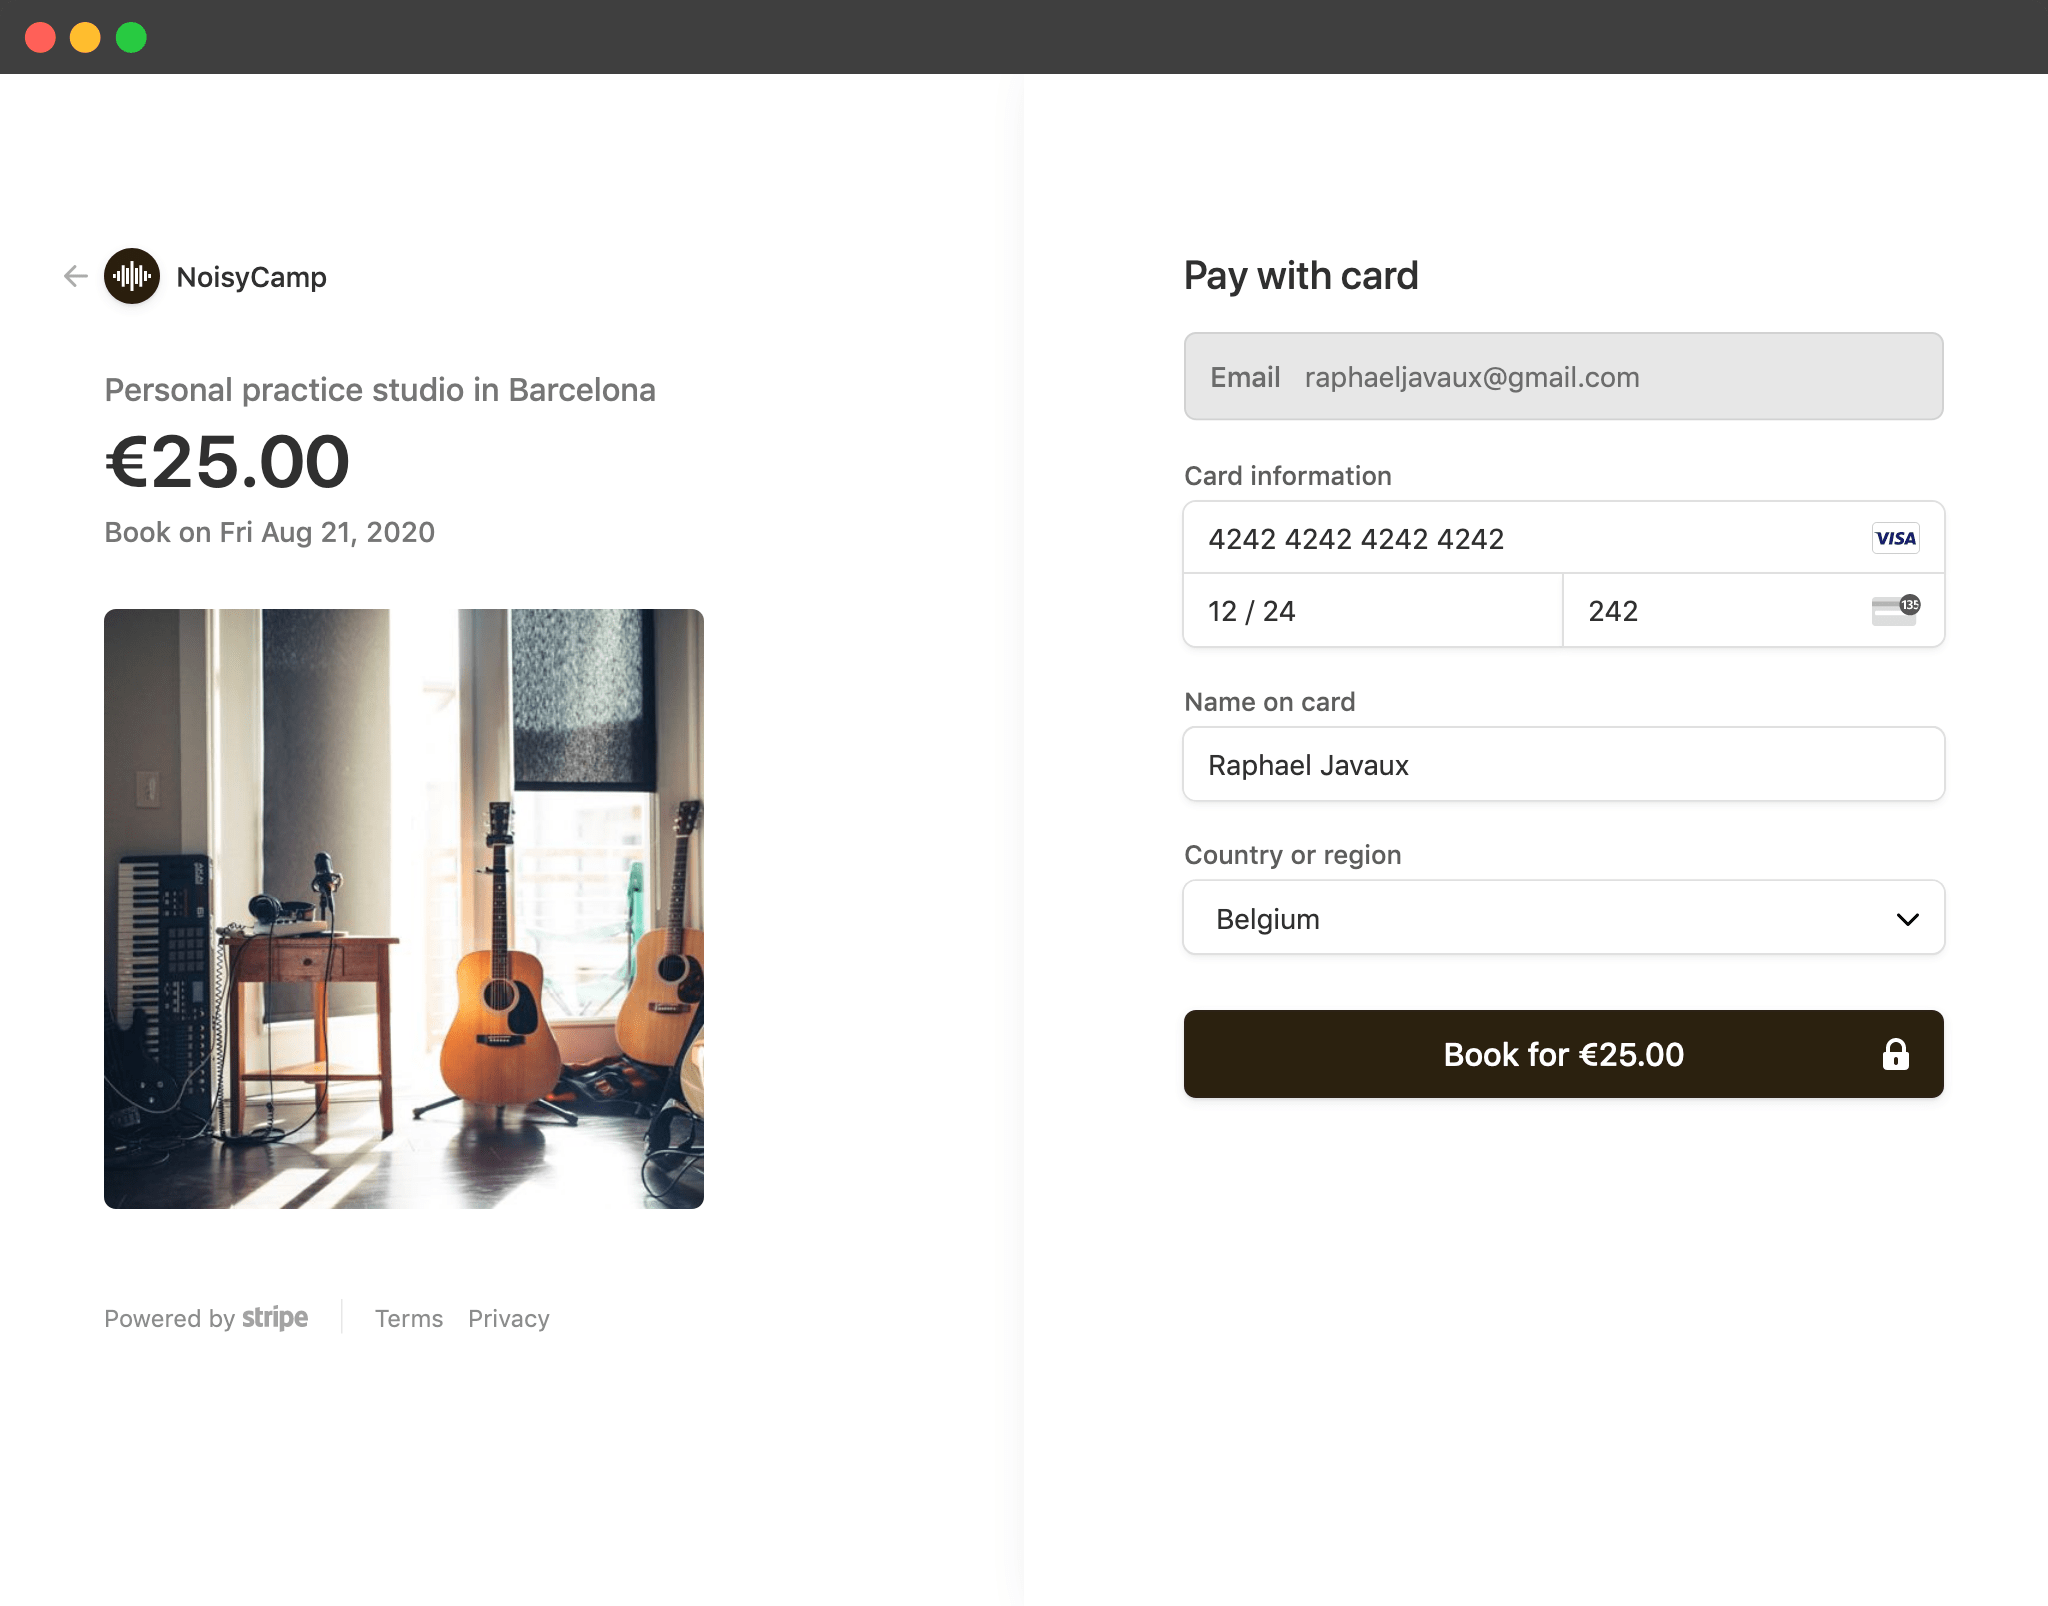 NoisyCamp
Personal practice studio in Barcelona
€25.00
Book on Fri Aug 21, 2020
Powered by stripe
Terms Privacy
Pay with card
Email raphaeljavaux@gmail.com
Card information
4242 4242 4242 4242
VISA
12 / 24
242
135
Name on card
Raphael Javaux
Country or region
Belgium
Book for €25.00